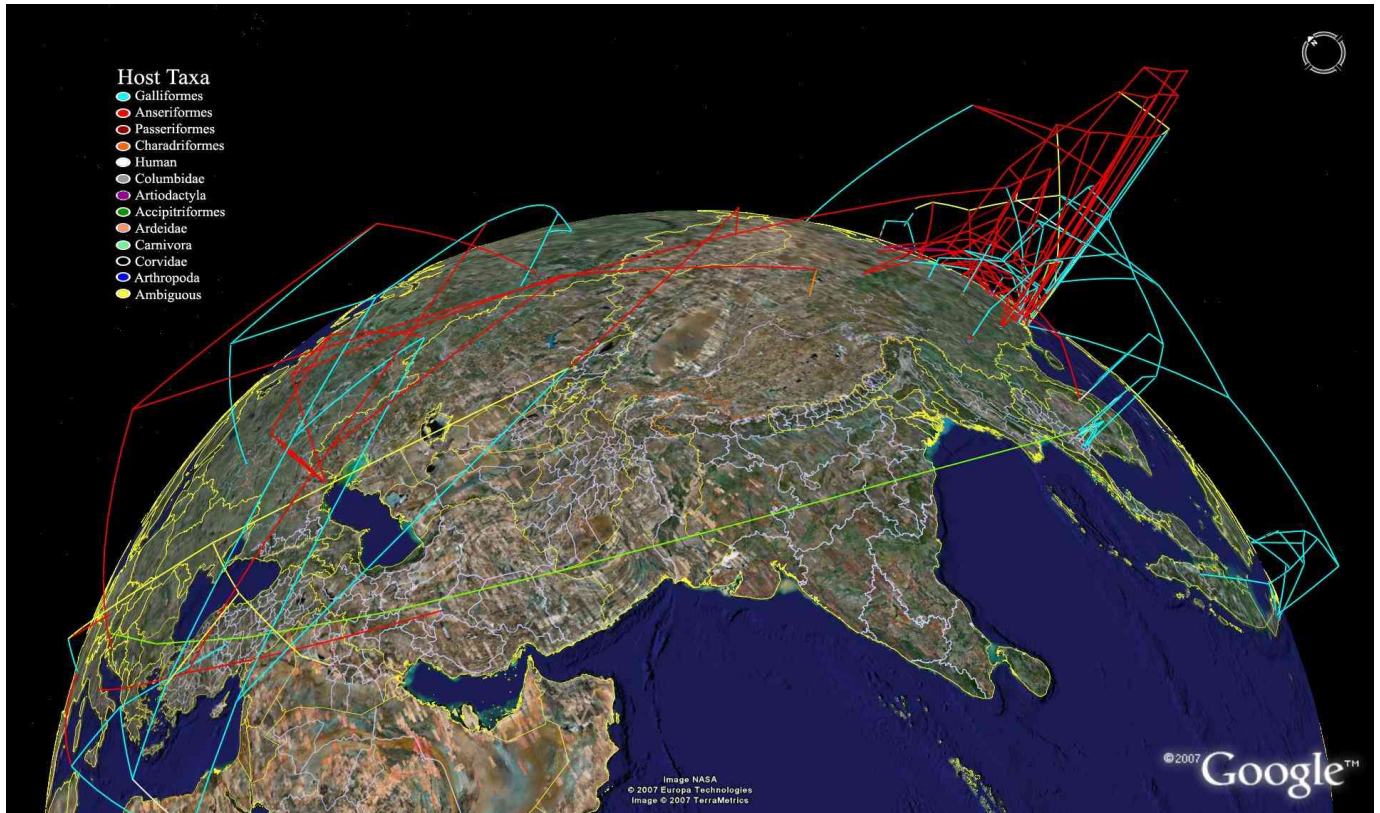 Host Taxa
Galliformes
Anseriformes
Passeriformes
Charadriformes
Human
Columbidae
Artiodactyla
Accipitriformes
Ardeidae
Carnivora
Corvidae
Arthropoda
Ambiguous
N
Image NASA
© 2007 Europa Technologies
Image © 2007 TerraMetrics
©2007 Google™